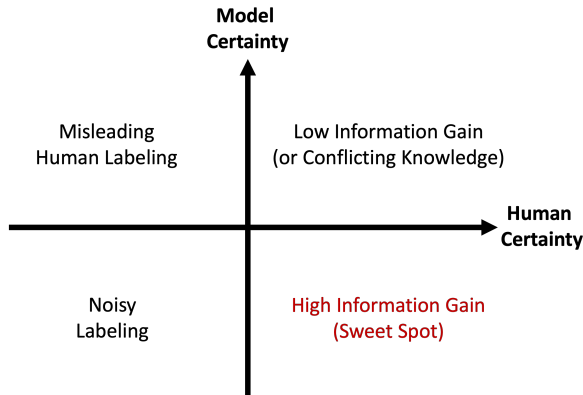 Model
Certainty
Misleading
Human Labeling
Low Information Gain
(or Conflicting Knowledge)
Human
Certainty
Noisy
Labeling
High Information Gain
(Sweet Spot)